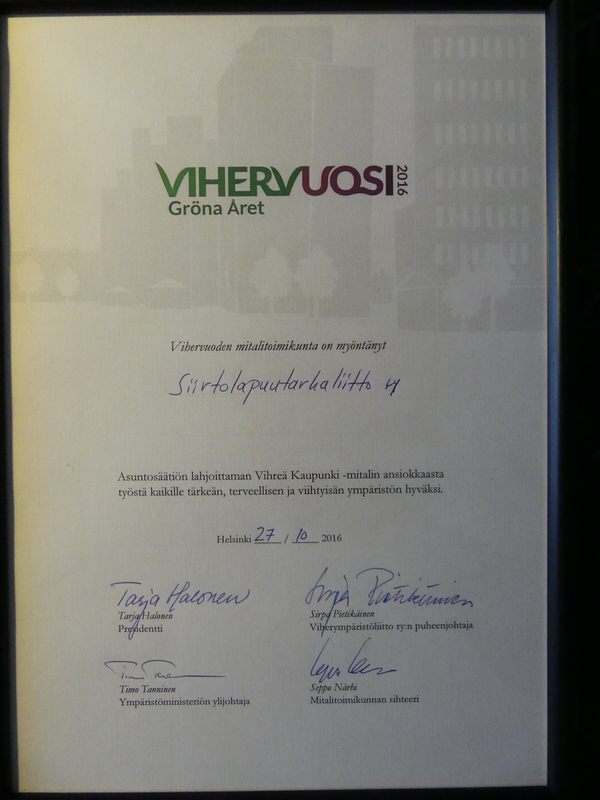 VIHERVUOSI 2016
Gröna Året
Vihervuoden mitalitoimikunta on myöntänyt
Siirtolapuutarhaliitto ry
Asuntosäätiön lahjoittaman Vihreä Kaupunki -mitalin ansiokkaasta
työstä kaikille tärkeän, terveellisen ja viihtyisän ympäristön hyväksi.
Helsinki 27 / 10 2016
Tarja Halonen Sirpa Pietikäinen
Tarja Halonen Sirpa Pietikäinen
Presidentti Viherympäristöliitto ry:n puheenjohtaja
Timo Tanninen Seppo Närhi
Ympäristöministeriön ylijohtaja Mitalitoimikunnan sihteeri